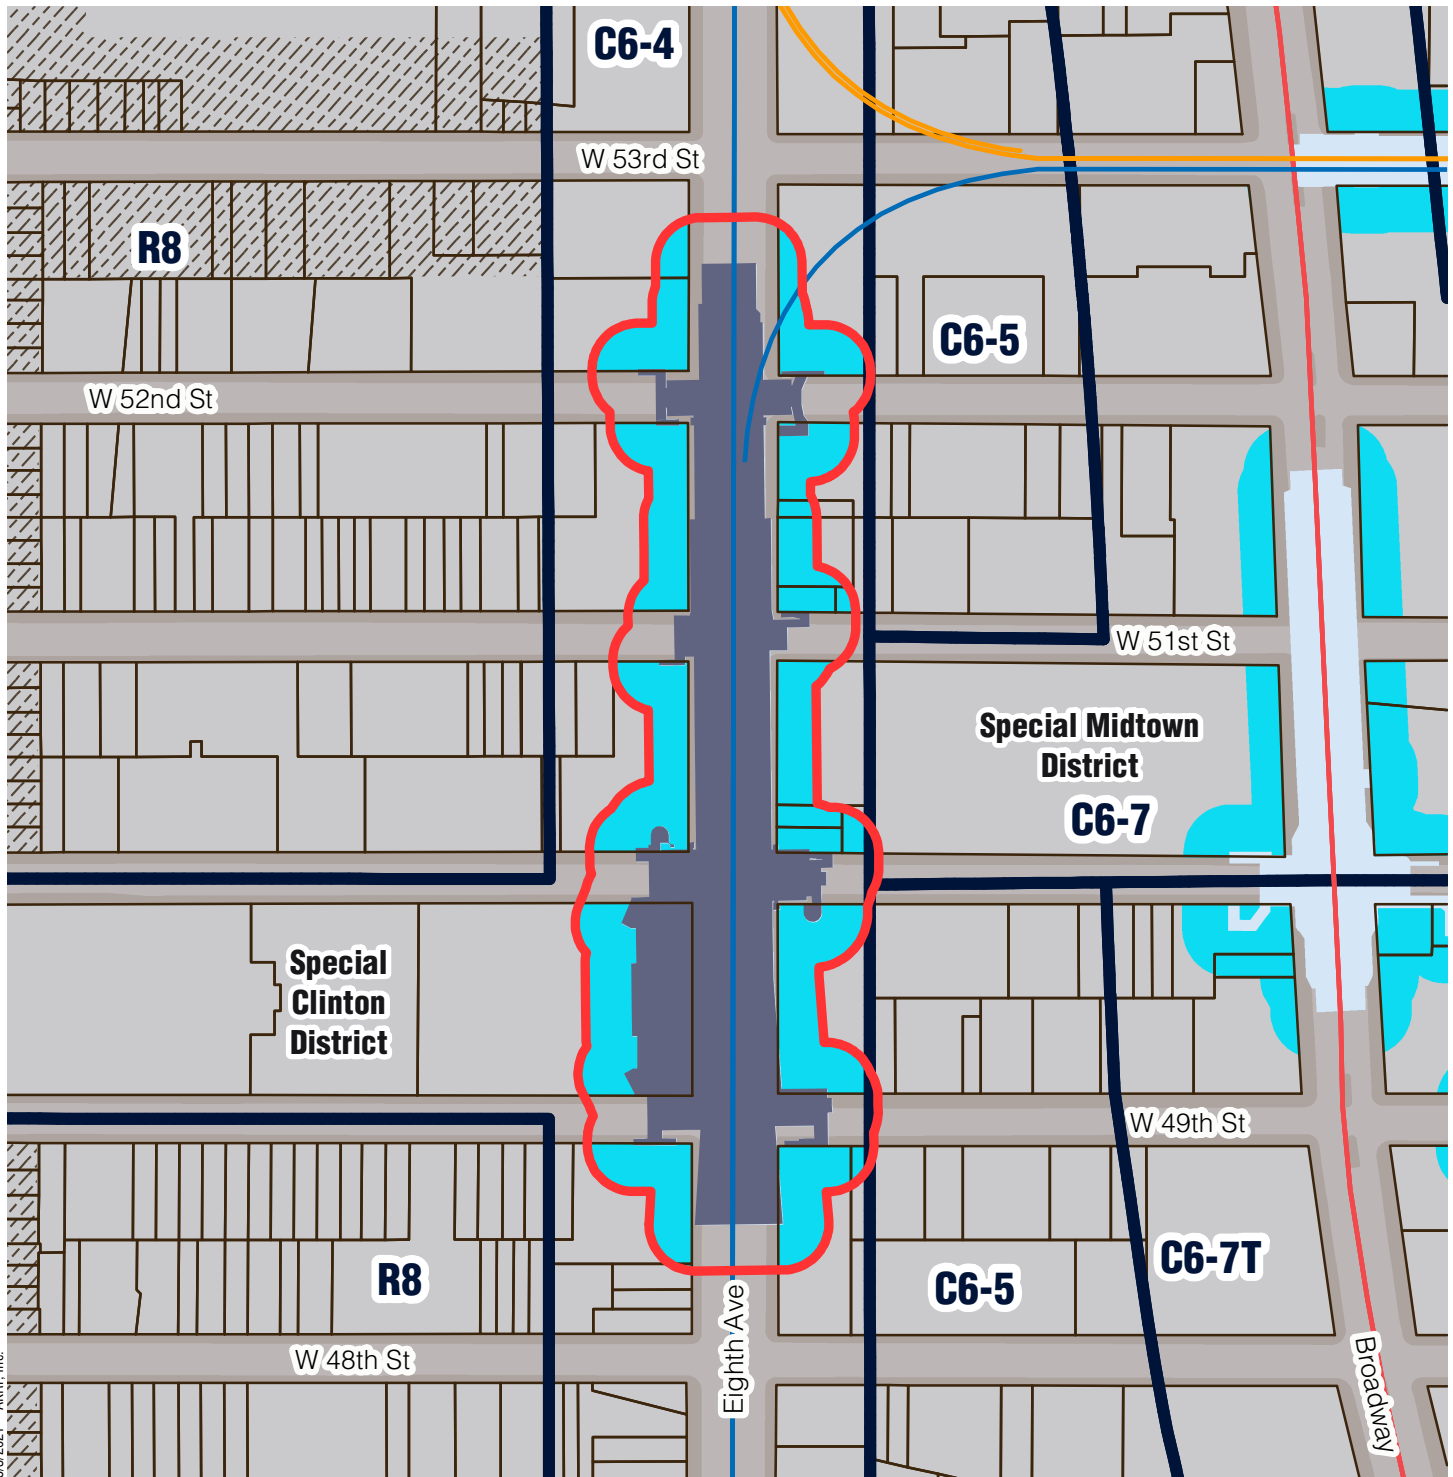 C6-4
W 53rd St
R8
C6-5
W 52nd St
W 51st St
Special Midtown
District
C6-7
Special
Clinton
District
W 49th St
C6-7T
R8
C6-5
Eighth Ave
W 48th St
Broadway